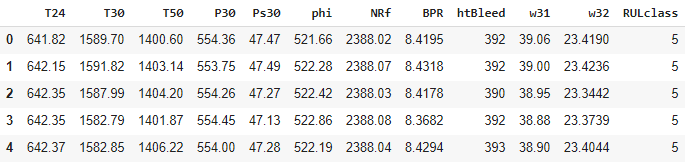 T24 T30 T50 P30 Ps30 phi NRf BPR htBleed w31 w32 RULclass
0 641.82 1589.70 1400.60 554.36 47.47 521.66 2388.02 8.4195 392 39.06 23.4190 5
1 642.15 1591.82 1403.14 553.75 47.49 522.28 2388.07 8.4318 392 39.00 23.4236 5
2 642.35 1587.99 1404.20 554.26 47.27 522.42 2388.03 8.4178 390 38.95 23.3442 5
3 642.35 1582.79 1401.87 554.45 47.13 522.86 2388.08 8.3682 392 38.88 23.3739 5
4 642.37 1582.85 1406.22 554.00 47.28 522.19 2388.04 8.4294 393 38.90 23.4044 5